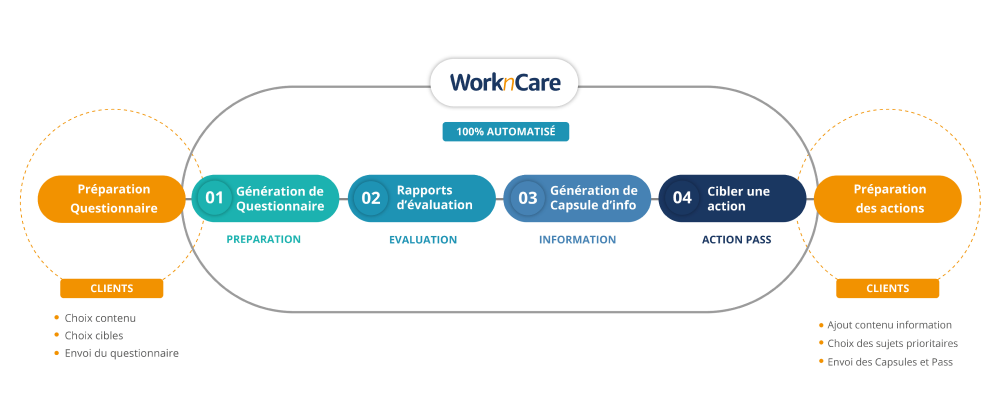 WorknCare
100% AUTOMATISÉ
Préparation
Questionnaire
01
Génération de
Questionnaire
PREPARATION
02
Rapports
d’évaluation
EVALUATION
03
Génération de
Capsule d’info
INFORMATION
04
Cibler une
action
ACTION PASS
Préparation
des actions
CLIENTS
Choix contenu
Choix cibles
Envoi du questionnaire
CLIENTS
Ajout contenu information
Choix des sujets prioritaires
Envoi des Capsules et Pass